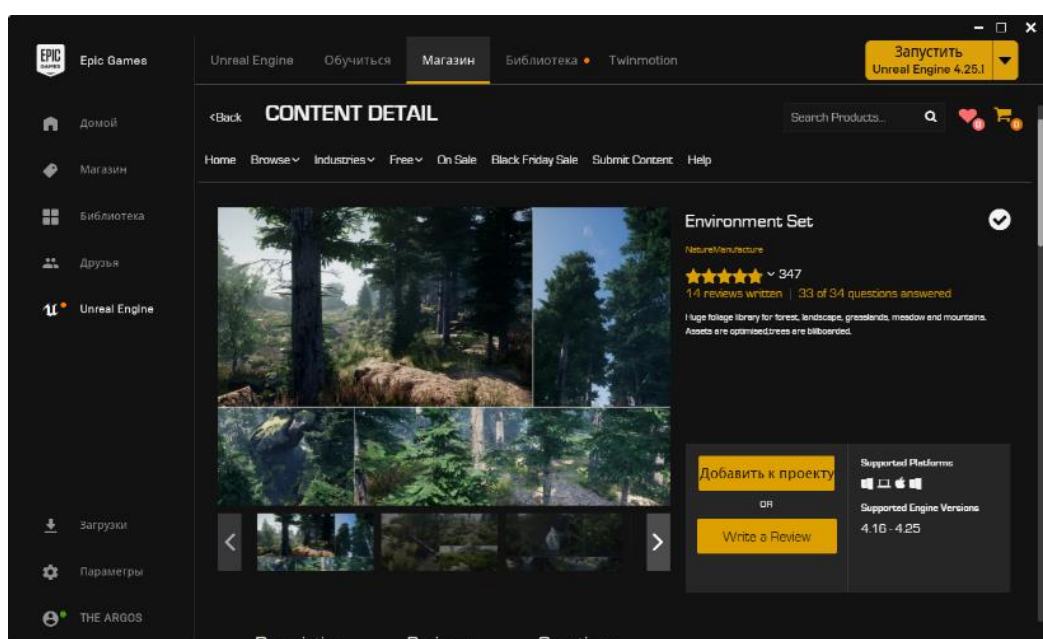 EPIC
GAMES
Epic Games
Unreal Engine
Обучиться
Магазин
Библиотека
Twinmotion
Запустить
Unreal Engine 4.25.1
Домой
Магазин
Библиотека
Друзья
Unreal Engine
Загрузки
Параметры
THE ARGOS
<Back
CONTENT DETAIL
Search Products...
0
0
Home
Browse
Industries
Free
On Sale
Black Friday Sale
Submit Content
Help
Environment Set
NatureManufacture
347
14 reviews written | 33 of 34 questions answered
Huge foliage library for forest, landscape, grasslands, meadow and mountains.
Assets are optimised,trees are billboarded.
Добавить к проекту
OR
Write a Review
Supported Platforms
Supported Engine Versions
4.16 - 4.25